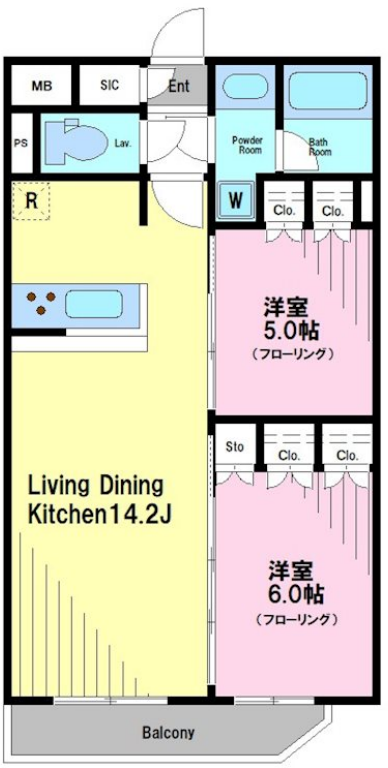 MB
SIC
Ent
PS
Lav.
Powder
Room
Bath
Room
R
W
Clo.
Clo.
洋室
5.0帖
(フローリング)
Sto
Clo.
Clo.
Living Dining
Kitchen14.2J
洋室
6.0帖
(フローリング)
Balcony